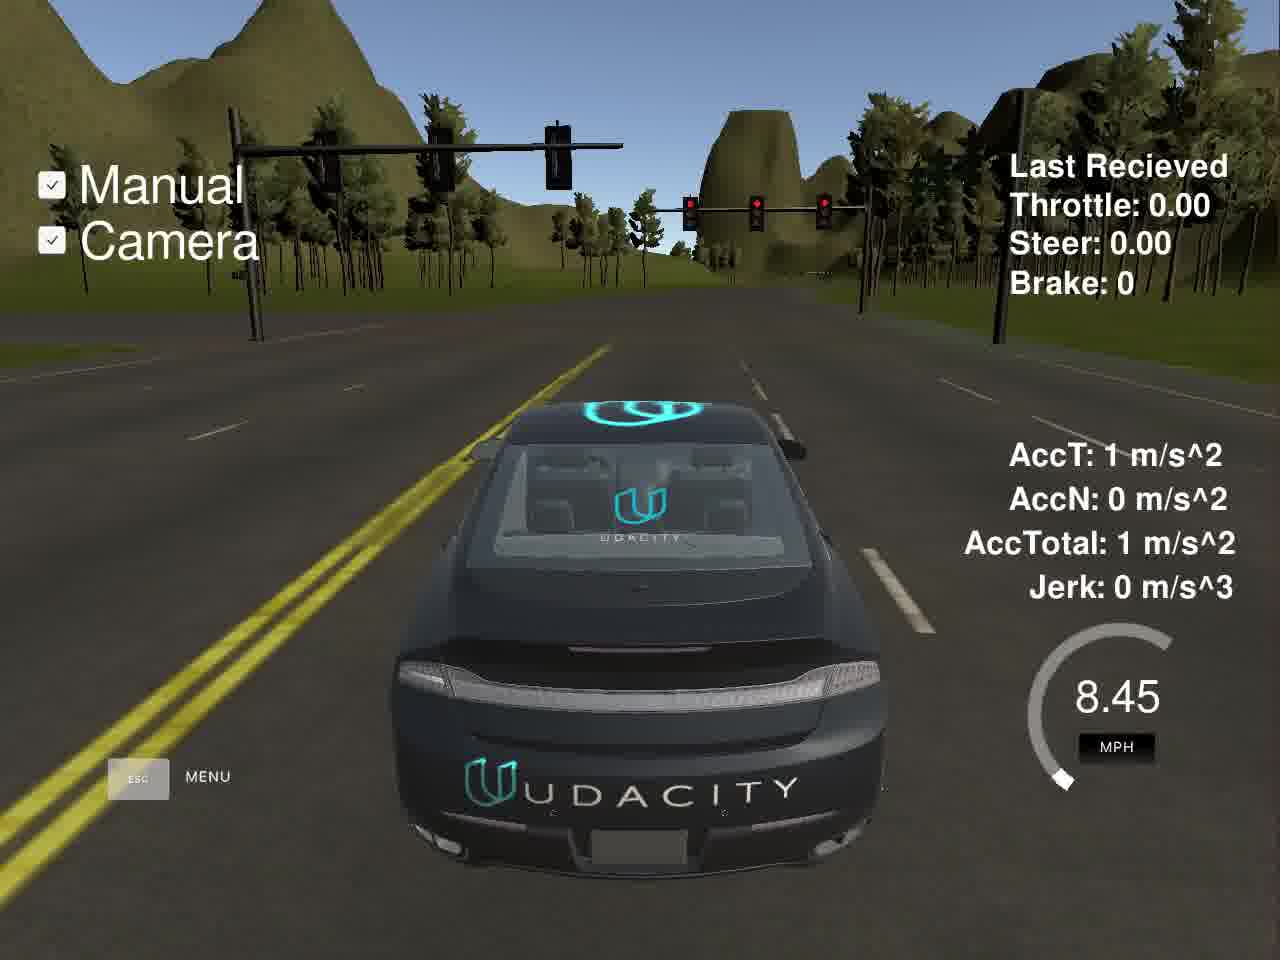 Manual
Camera
Last Recieved
Throttle: 0.00
Steer: 0.00
Brake: 0
AccT: 1 m/s^2
AccN: 0 m/s^2
AccTotal: 1 m/s^2
Jerk: 0 m/s^3
UDACITY
8.45
MPH
ESC MENU
UDACITY